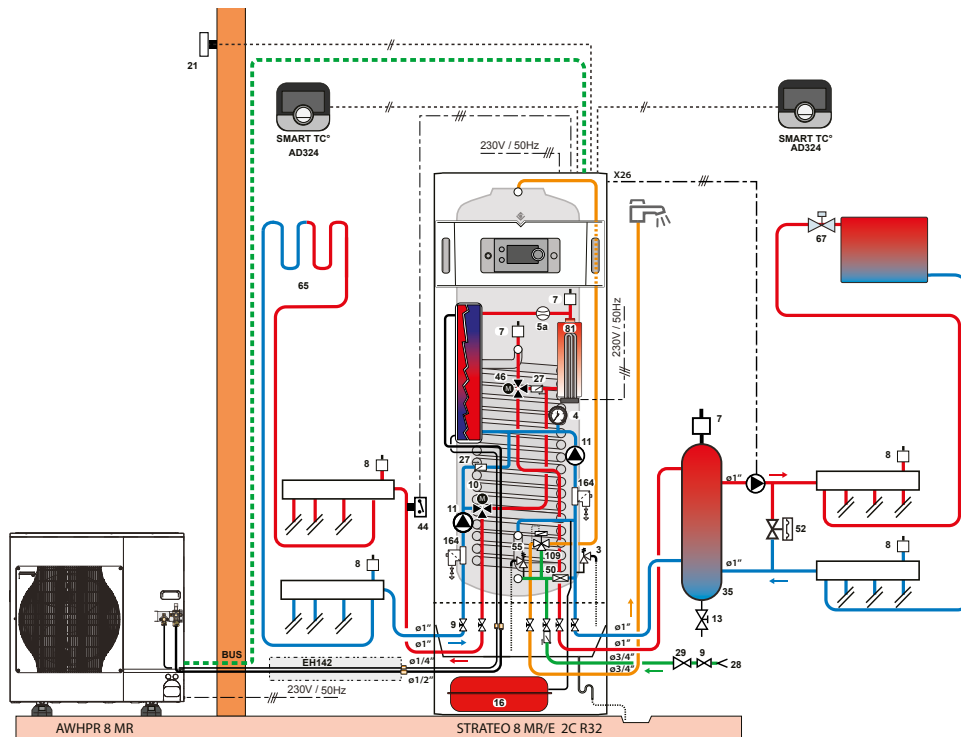 21
SMART TC°
AD324
SMART TC°
AD324
230V / 50Hz
X26
67
65
7
7
5a
81
230V / 50Hz
46
27
M
4
7
11
27
8
8
10
164
ø1"
M
11
44
52
164
55
109
3
8
8
50
ø1"
35
9
ø1"
ø1"
ø1"
ø1"
13
BUS
EH142
ø1/4"
ø1/2"
ø3/4"
ø3/4"
29
9
28
230V / 50Hz
16
AWHPR 8 MR
STRATEO 8 MR/E 2C R32